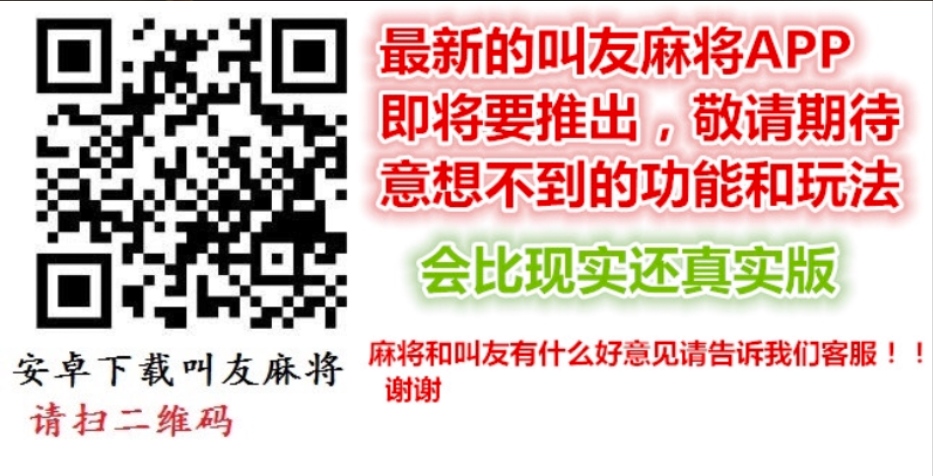 最新的叫友麻将APP
即将要推出，敬请期待
意想不到的功能和玩法
会比现实还真实版
麻将和叫友有什么好意见请告诉我们客服！！
谢谢
安卓下载叫友麻将
请扫二维码